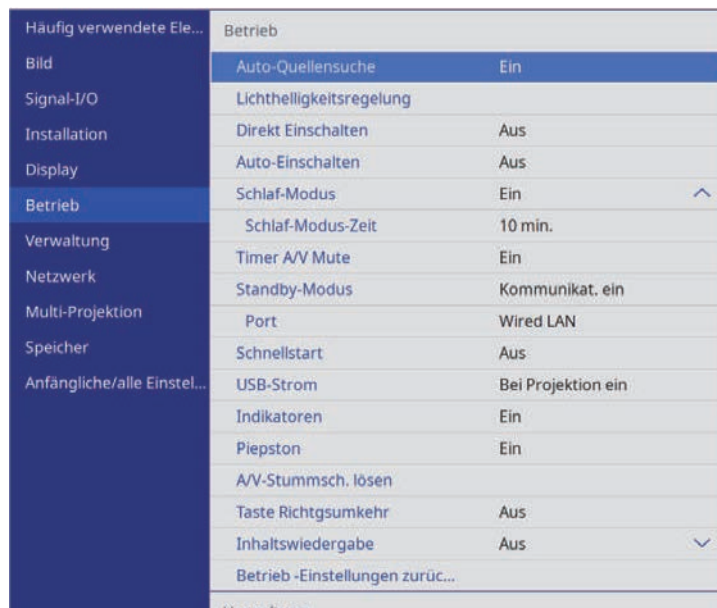 Häufig verwendete Ele...
Bild
Signal-I/O
Installation
Display
Betrieb
Verwaltung
Netzwerk
Multi-Projektion
Speicher
Anfängliche/alle Einstel...
Betrieb
Auto-Quellensuche Ein
Lichthelligkeitsregelung
Direkt Einschalten Aus
Auto-Einschalten Aus
Schlaf-Modus Ein
Schlaf-Modus-Zeit 10 min.
Timer A/V Mute Ein
Standby-Modus Kommunikat. ein
Port Wired LAN
Schnellstart Aus
USB-Strom Bei Projektion ein
Indikatoren Ein
Piepston Ein
A/V-Stummsch. lösen
Taste Richtgsumkehr Aus
Inhaltswiedergabe Aus
Betrieb -Einstellungen zurüc...